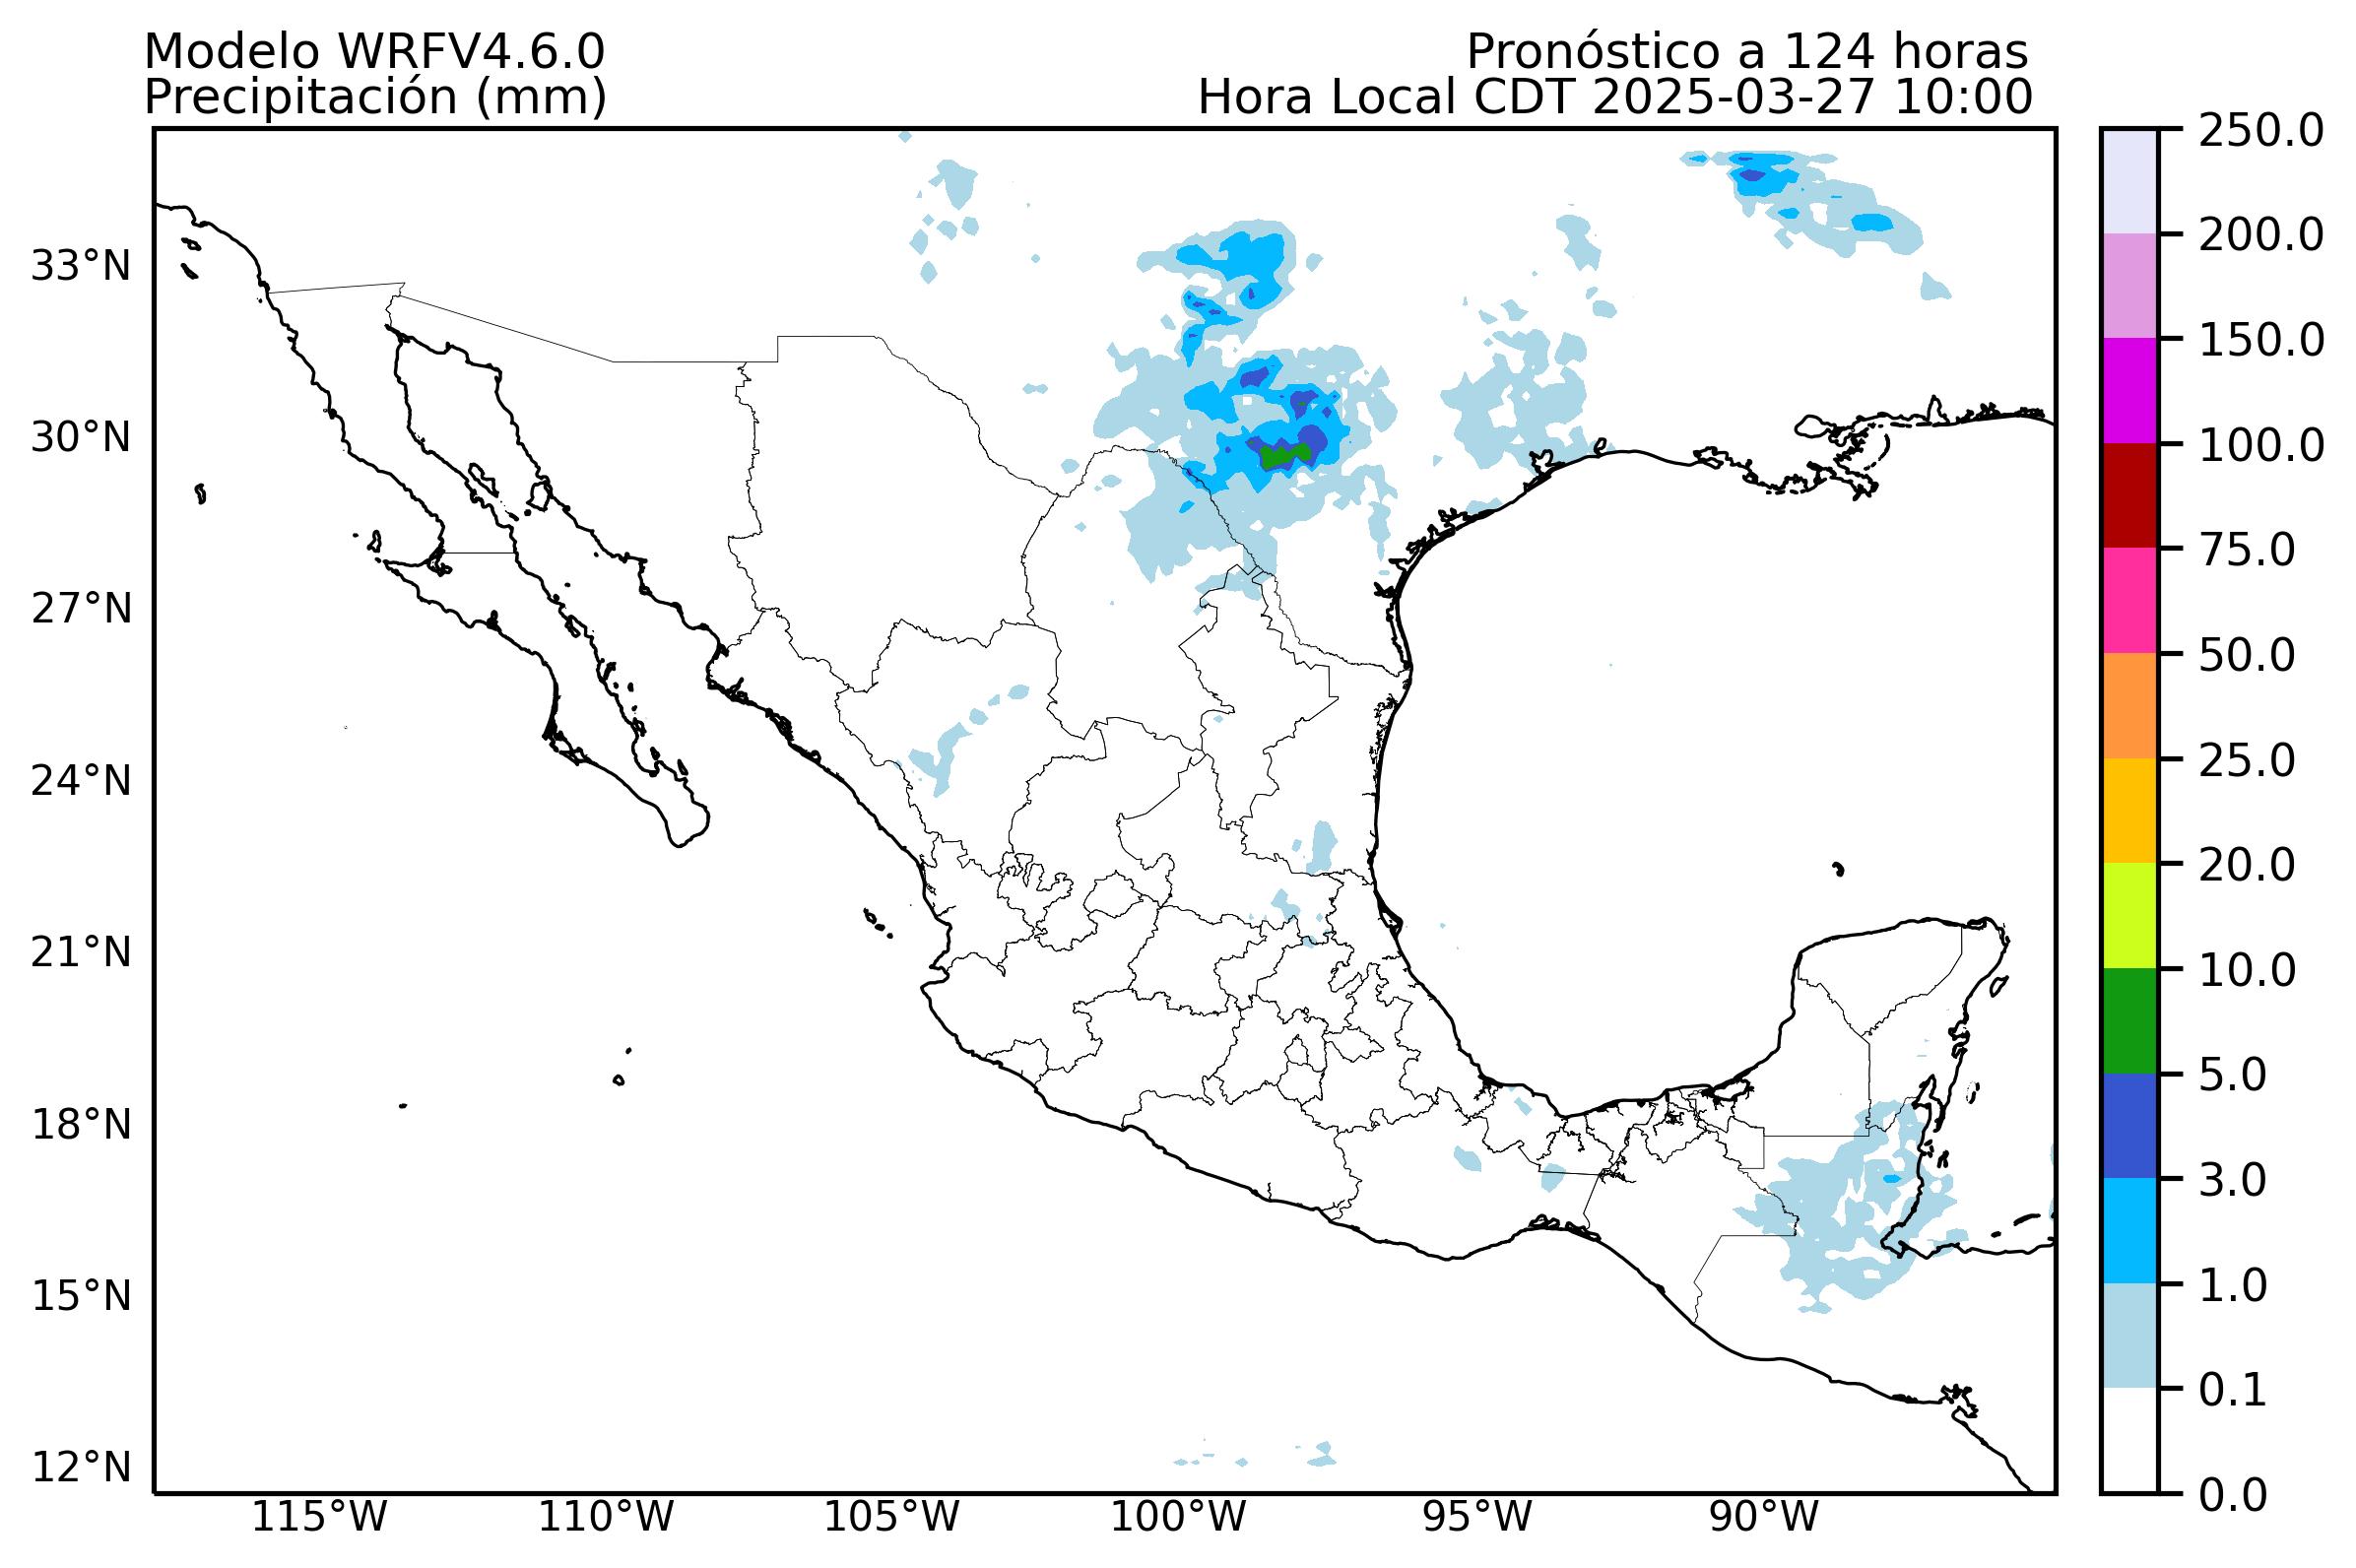 Modelo WRFV4.6.0
Precipitación (mm)
Pronóstico a 124 horas
Hora Local CDT 2025-03-27 10:00
33°N
30°N
27°N
24°N
21°N
18°N
15°N
12°N
115°W
110°W
105°W
100°W
95°W
90°W
250.0
200.0
150.0
100.0
75.0
50.0
25.0
20.0
10.0
5.0
3.0
1.0
0.1
0.0